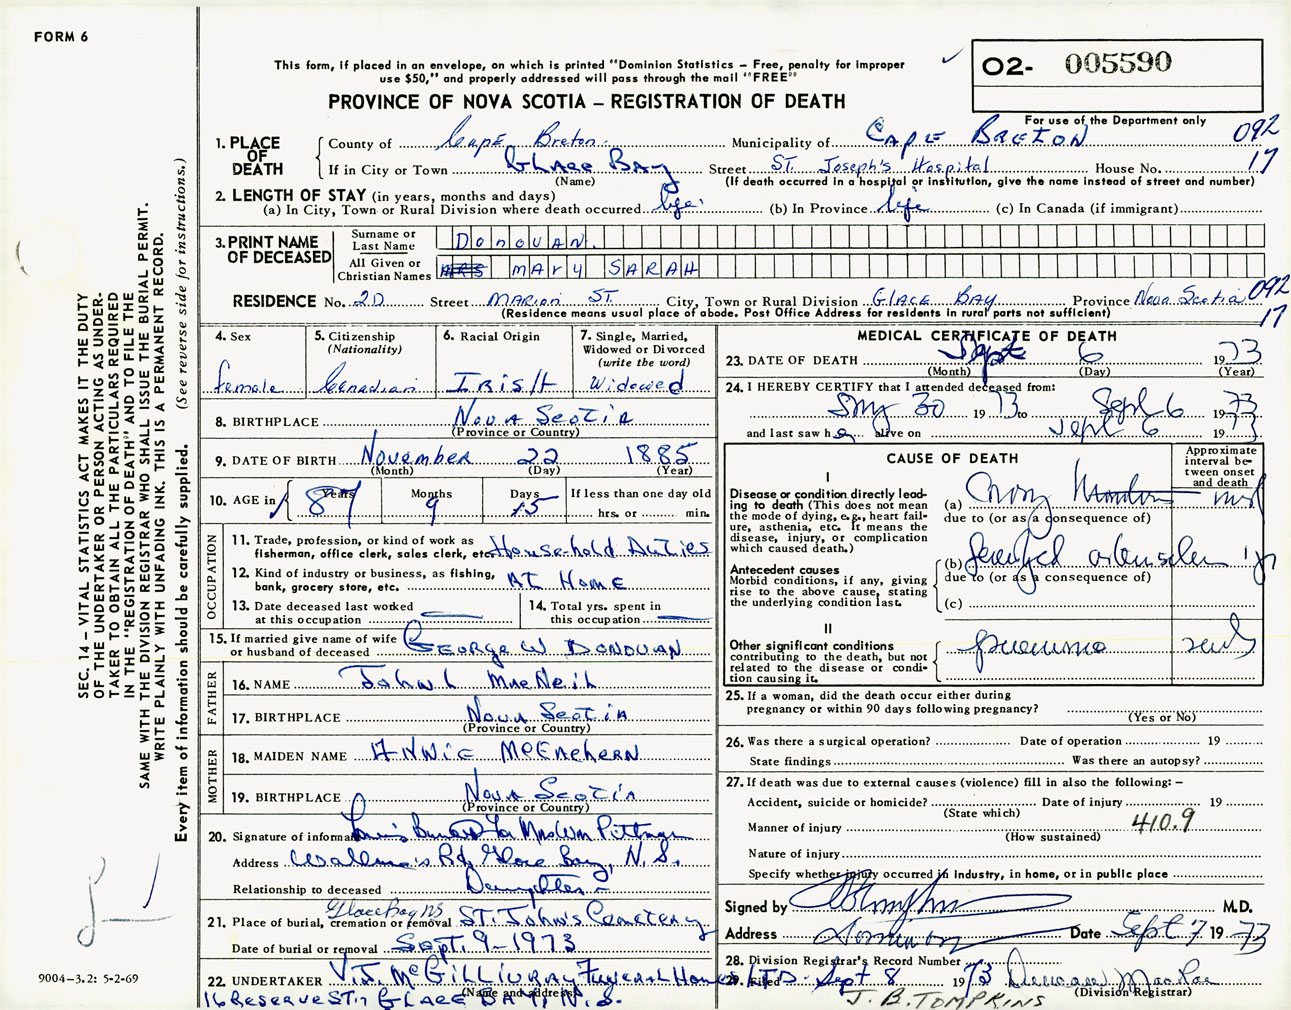 FORM 6
This form, if placed in an envelope, on which is printed "Dominion Statistics – Free, penalty for improper
use $50," and properly addressed will pass through the mail "FREE"
PROVINCE OF NOVA SCOTIA – REGISTRATION OF DEATH
O2- 005590
For use of the Department only
092
17
1. PLACE OF DEATH
County of Cape Breton. Municipality of CAPE BRETON
If in City or Town GLACE BAY Street ST. Joseph's Hospital House No.
(Name) (If death occurred in a hospital or institution, give the name instead of street and number)
2. LENGTH OF STAY (in years, months and days)
(a) In City, Town or Rural Division where death occurred life. (b) In Province life (c) In Canada (if immigrant)
3. PRINT NAME OF DECEASED
Surname or Last Name DONOVAN.
All Given or Christian Names MRS MARY SARAH
RESIDENCE No. 20 Street MARION ST. City, Town or Rural Division GLACE BAY Province Nova Scotia 092
(Residence means usual place of abode. Post Office Address for residents in rural parts not sufficient) 17
4. Sex female
5. Citizenship (Nationality) Canadian
6. Racial Origin IRISH
7. Single, Married, Widowed or Divorced (write the word) Widowed
8. BIRTHPLACE NOVA SCOTIA
(Province or Country)
9. DATE OF BIRTH November 22 1885
(Month) (Day) (Year)
10. AGE in Years 87 Months 9 Days 15 If less than one day old
hrs. or min.
OCCUPATION
11. Trade, profession, or kind of work as
fisherman, office clerk, sales clerk, etc. House-hold Duties
12. Kind of industry or business, as fishing,
bank, grocery store, etc. AT HOME
13. Date deceased last worked
at this occupation
14. Total yrs. spent in
this occupation
15. If married give name of wife
or husband of deceased GEORGE W DONOVAN
FATHER
16. NAME JOHN L MacNEIL
17. BIRTHPLACE NOVA SCOTIA
(Province or Country)
MOTHER
18. MAIDEN NAME ANNIE McEACHERN
19. BIRTHPLACE NOVA SCOTIA
(Province or Country)
20. Signature of informant for Mrs Wm Pittman
Address Rd, Glace Bay, N.S.
Relationship to deceased Daughter
21. Place of burial, cremation or removal Glace Bay NS ST. John's Cemetery
Date of burial or removal Sept. 9-1973
22. UNDERTAKER V.J. McGILLIVRAY Funeral Home LTD
(Name and address)
16 RESERVE ST., GLACE BAY N.S.
MEDICAL CERTIFICATE OF DEATH
23. DATE OF DEATH Sept 6 1973
(Month) (Day) (Year)
24. I HEREBY CERTIFY that I attended deceased from:
30 1973 to Sept 6 1973
and last saw her alive on Sept 6 1973
CAUSE OF DEATH
Approximate interval between onset and death
I
Disease or condition directly leading to death (This does not mean the mode of dying, e.g., heart failure, asthenia, etc. It means the disease, injury, or complication which caused death.)
(a)
due to (or as a consequence of)
Antecedent causes
Morbid conditions, if any, giving rise to the above cause, stating the underlying condition last.
(b)
due to (or as a consequence of)
(c)
II
Other significant conditions
contributing to the death, but not related to the disease or condition causing it.
pneumonia
25. If a woman, did the death occur either during
pregnancy or within 90 days following pregnancy?
(Yes or No)
26. Was there a surgical operation? Date of operation 19
State findings Was there an autopsy?
27. If death was due to external causes (violence) fill in also the following: –
Accident, suicide or homicide? Date of injury 19
(State which)
Manner of injury 410.9
(How sustained)
Nature of injury
Specify whether injury occurred in industry, in home, or in public place
Signed by M.D.
Address Date Sept 7 1973
28. Division Registrar's Record Number
29. Filed Sept 8 1973
(Division Registrar)
J. B. TOMPKINS
SEC. 14 – VITAL STATISTICS ACT MAKES IT THE DUTY
OF THE UNDERTAKER OR PERSON ACTING AS UNDER-
TAKER TO OBTAIN ALL THE PARTICULARS REQUIRED
IN THE "REGISTRATION OF DEATH" AND TO FILE THE
SAME WITH THE DIVISION REGISTRAR WHO SHALL ISSUE THE BURIAL PERMIT.
WRITE PLAINLY WITH UNFADING INK. THIS IS A PERMANENT RECORD.
Every item of information should be carefully supplied. (See reverse side for instructions.)
9004–3.2: 5-2-69